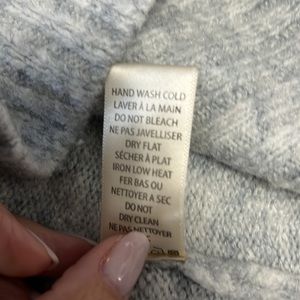 HAND WASH COLD
LAVER À LA MAIN
DO NOT BLEACH
NE PAS JAVELLISER
DRY FLAT
SÉCHER À PLAT
IRON LOW HEAT
FER BAS OU
NETTOYER A SEC
DO NOT
DRY CLEAN
NE PAS NETTOYER